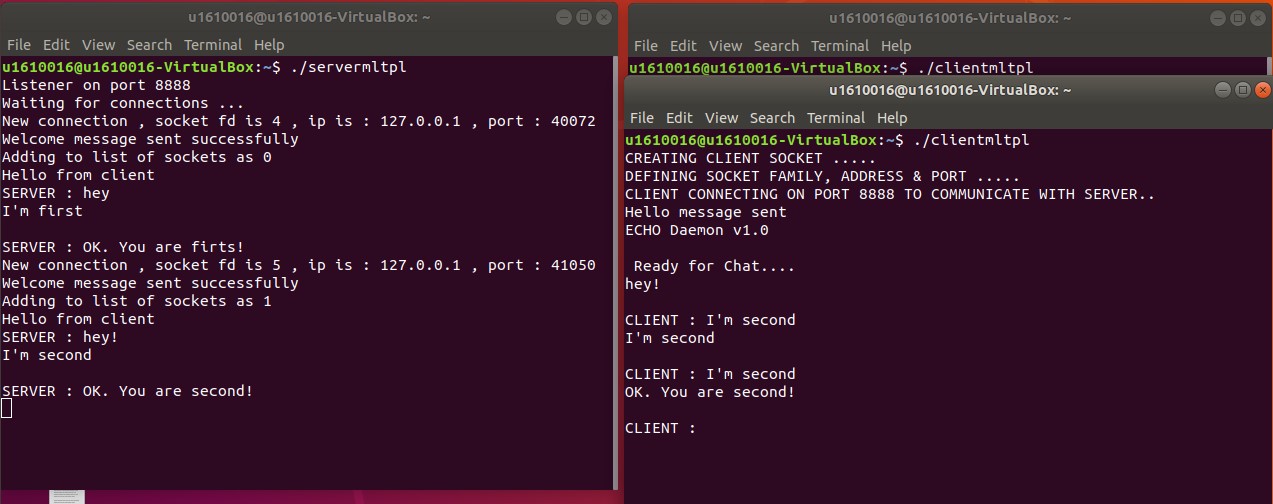 u1610016@u1610016-VirtualBox: ~
File Edit View Search Terminal Help
u1610016@u1610016-VirtualBox:~$ ./servermltpl
Listener on port 8888
Waiting for connections ...
New connection , socket fd is 4 , ip is : 127.0.0.1 , port : 40072
Welcome message sent successfully
Adding to list of sockets as 0
Hello from client
SERVER : hey
I'm first
SERVER : OK. You are firts!
New connection , socket fd is 5 , ip is : 127.0.0.1 , port : 41050
Welcome message sent successfully
Adding to list of sockets as 1
Hello from client
SERVER : hey!
I'm second
SERVER : OK. You are second!
u1610016@u1610016-VirtualBox: ~
File Edit View Search Terminal Help
u1610016@u1610016-VirtualBox:~$ ./clientmltpl
u1610016@u1610016-VirtualBox: ~
File Edit View Search Terminal Help
u1610016@u1610016-VirtualBox:~$ ./clientmltpl
CREATING CLIENT SOCKET .....
DEFINING SOCKET FAMILY, ADDRESS & PORT .....
CLIENT CONNECTING ON PORT 8888 TO COMMUNICATE WITH SERVER..
Hello message sent
ECHO Daemon v1.0
Ready for Chat....
hey!
CLIENT : I'm second
I'm second
CLIENT : I'm second
OK. You are second!
CLIENT :